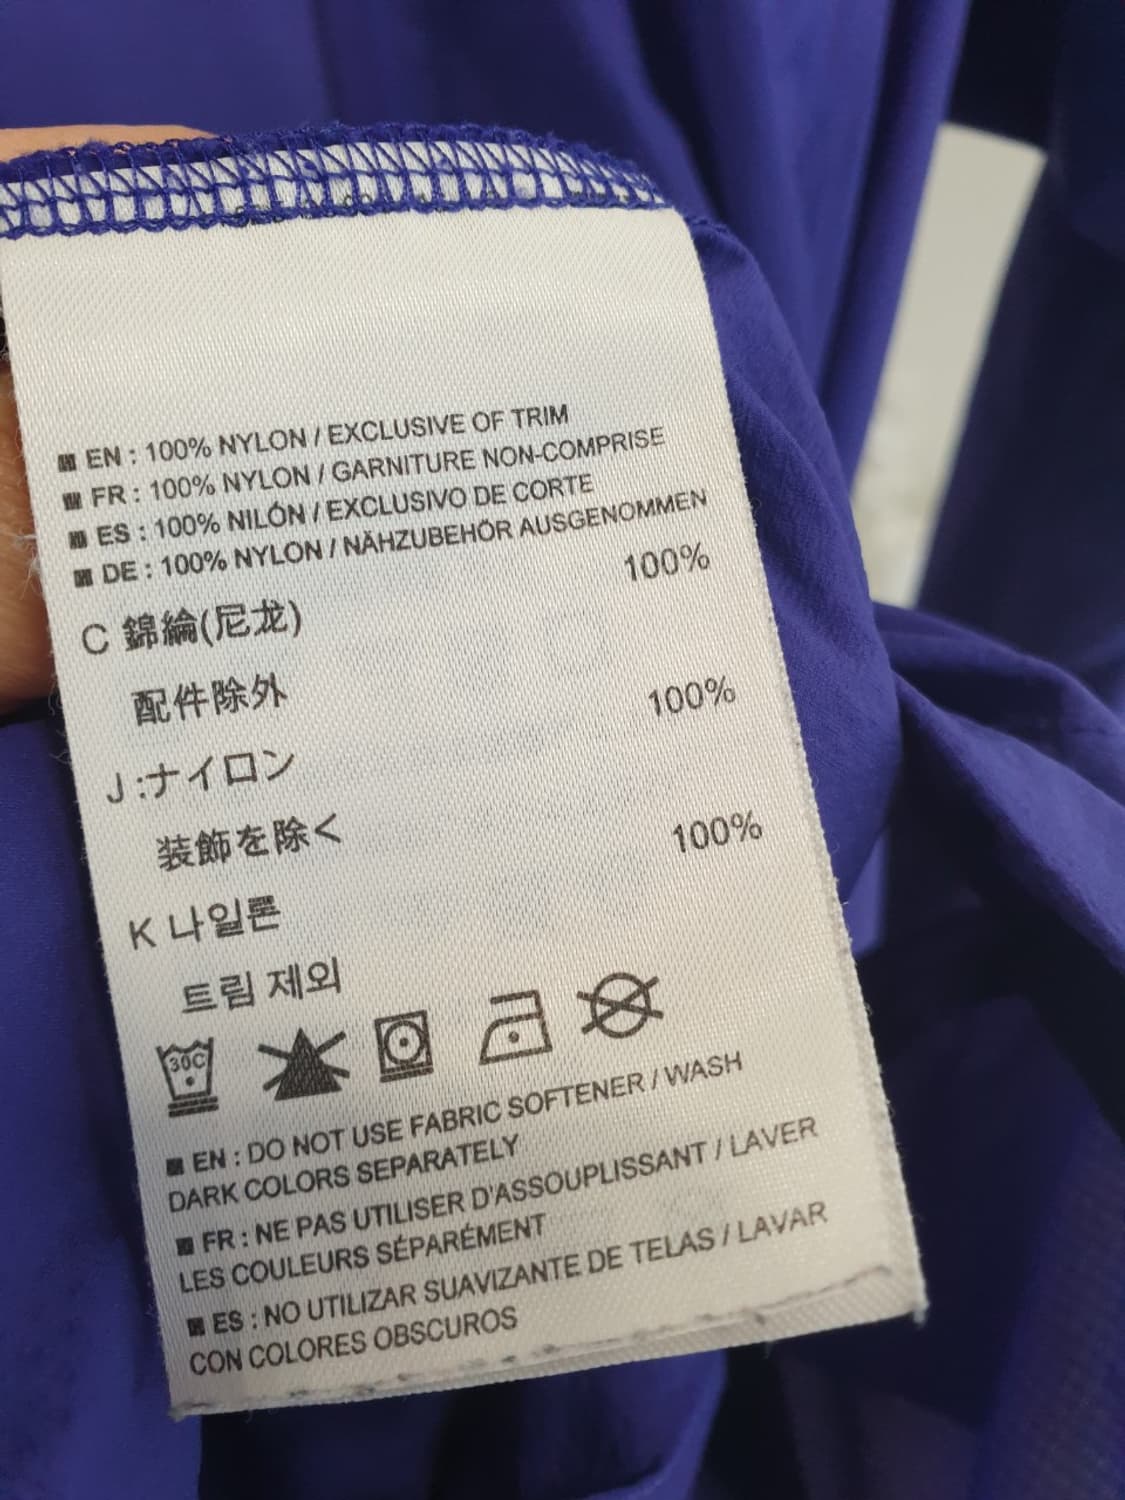 EN : 100% NYLON / EXCLUSIVE OF TRIM
FR : 100% NYLON / GARNITURE NON-COMPRISE
ES : 100% NILÓN / EXCLUSIVO DE CORTE
DE : 100% NYLON / NÄHZUBEHÖR AUSGENOMMEN
C 錦綸(尼龙) 100%
配件除外
J :ナイロン 100%
装飾を除く
K 나일론 100%
트림 제외
30C
EN : DO NOT USE FABRIC SOFTENER / WASH
DARK COLORS SEPARATELY
FR : NE PAS UTILISER D'ASSOUPLISSANT / LAVER
LES COULEURS SÉPARÉMENT
ES : NO UTILIZAR SUAVIZANTE DE TELAS / LAVAR
CON COLORES OBSCUROS